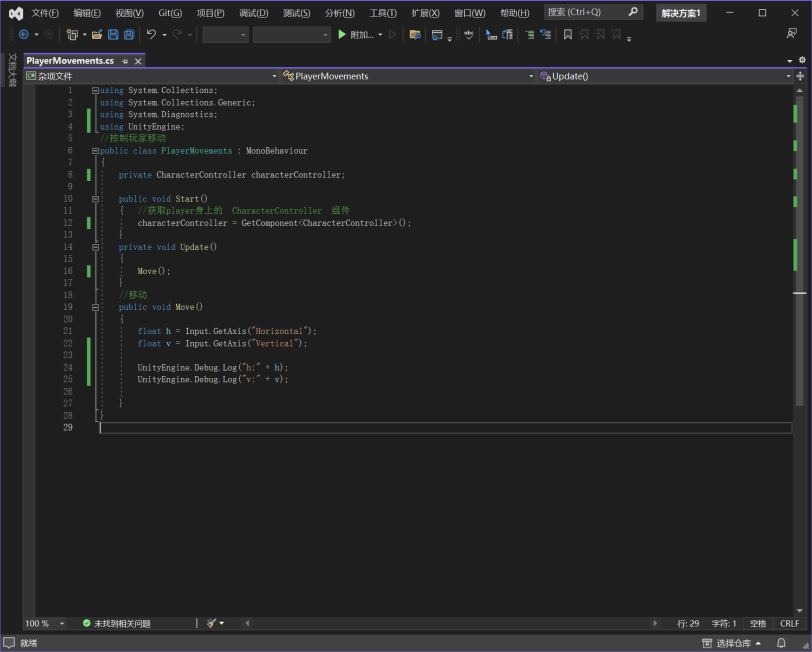 文件(F) 编辑(E) 视图(V) Git(G) 项目(P) 调试(D) 测试(S) 分析(N) 工具(T) 扩展(X) 窗口(W) 帮助(H) 搜索 (Ctrl+Q) 解决方案1
附加...
文档大纲
PlayerMovements.cs
杂项文件 PlayerMovements Update()
1 using System.Collections;
2 using System.Collections.Generic;
3 using System.Diagnostics;
4 using UnityEngine;
5 //控制玩家移动
6 public class PlayerMovements : MonoBehaviour
7 {
8 private CharacterController characterController;
9
10 public void Start()
11 { //获取player身上的 CharacterController 组件
12 characterController = GetComponent<CharacterController>();
13 }
14 private void Update()
15 {
16 Move();
17 }
18 //移动
19 public void Move()
20 {
21 float h = Input.GetAxis("Horizontal");
22 float v = Input.GetAxis("Vertical");
23
24 UnityEngine.Debug.Log("h:" + h);
25 UnityEngine.Debug.Log("v:" + v);
26
27 }
28 }
29
100 % 未找到相关问题 行: 29 字符: 1 空格 CRLF
就绪 选择仓库